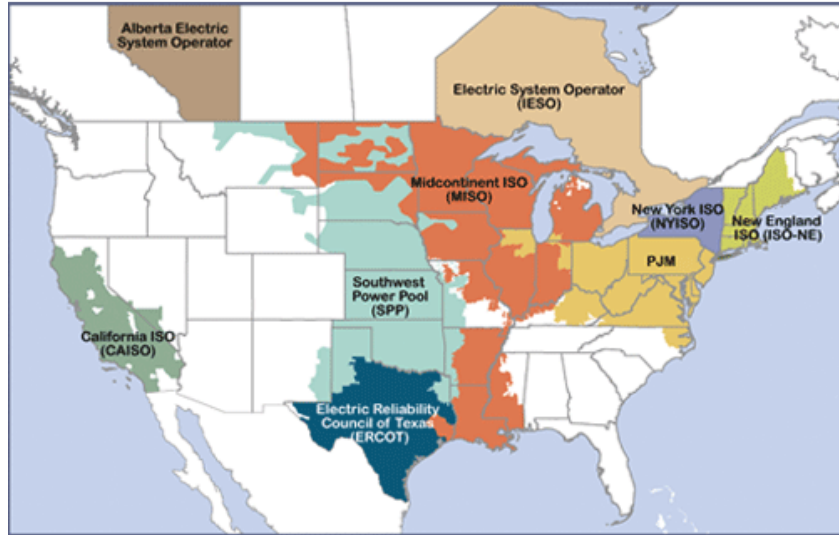 Alberta Electric
System Operator
Electric System Operator
(IESO)
Midcontinent ISO
(MISO)
New York ISO
(NYISO)
New England
ISO (ISO-NE)
PJM
Southwest
Power Pool
(SPP)
California ISO
(CAISO)
Electric Reliability
Council of Texas
(ERCOT)